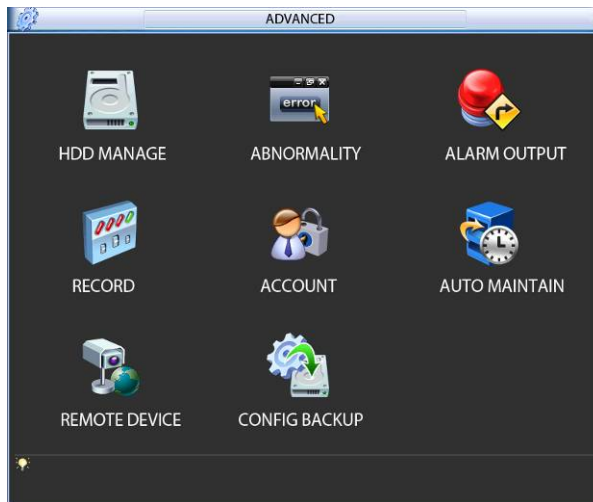 ADVANCED
error
HDD MANAGE
ABNORMALITY
ALARM OUTPUT
RECORD
ACCOUNT
AUTO MAINTAIN
REMOTE DEVICE
CONFIG BACKUP